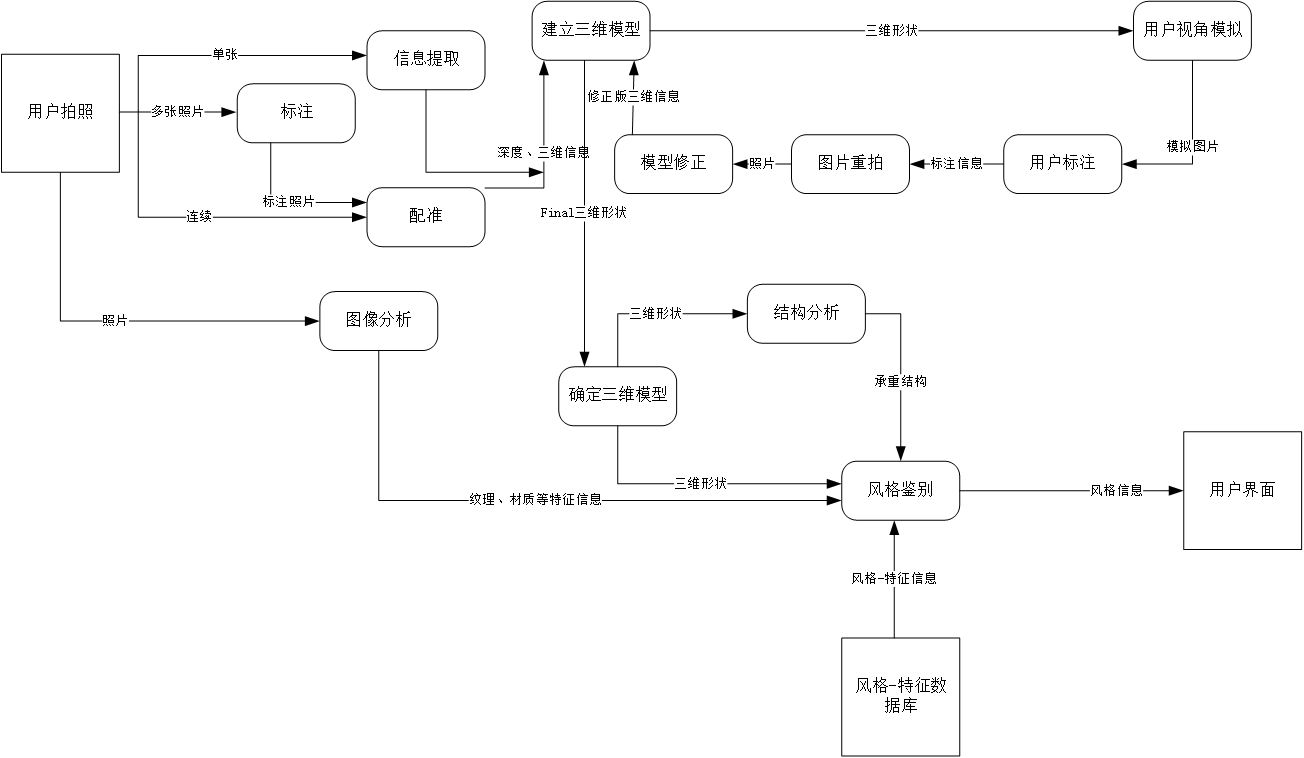 建立三维模型
三维形状
用户视角模拟
单张
信息提取
用户拍照
多张照片
标注
修正版三维信息
深度、三维信息
模型修正
照片
图片重拍
标注信息
用户标注
模拟图片
标注照片
连续
配准
Final三维形状
照片
图像分析
三维形状
结构分析
承重结构
确定三维模型
三维形状
纹理、材质等特征信息
风格鉴别
风格信息
用户界面
风格-特征信息
风格-特征数
据库